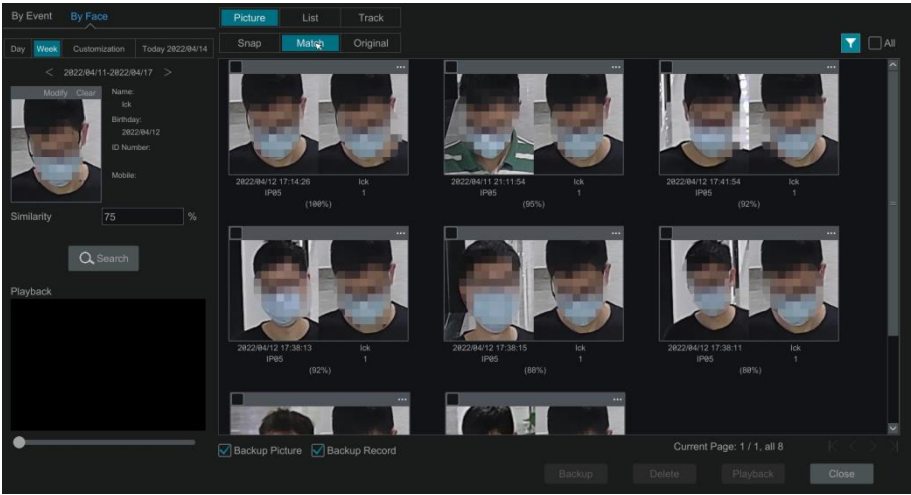 By Event By Face
Picture List Track
Day Week Customization Today 2022/04/14
Snap Match Original
All
< 2022/04/11-2022/04/17 >
Modify Clear
Name:
lck
Birthday:
2022/04/12
ID Number:
Mobile:
Similarity 75 %
Search
Playback
2022/04/12 17:14:26 lck
IP05 1
(100%)
2022/04/11 21:11:54 lck
IP05 1
(95%)
2022/04/12 17:41:54 lck
IP05 1
(92%)
2022/04/12 17:38:13 lck
IP05 1
(92%)
2022/04/12 17:38:15 lck
IP05 1
(88%)
2022/04/12 17:38:11 lck
IP05 1
(80%)
Backup Picture Backup Record
Current Page: 1 / 1, all 8
Backup Delete Playback Close